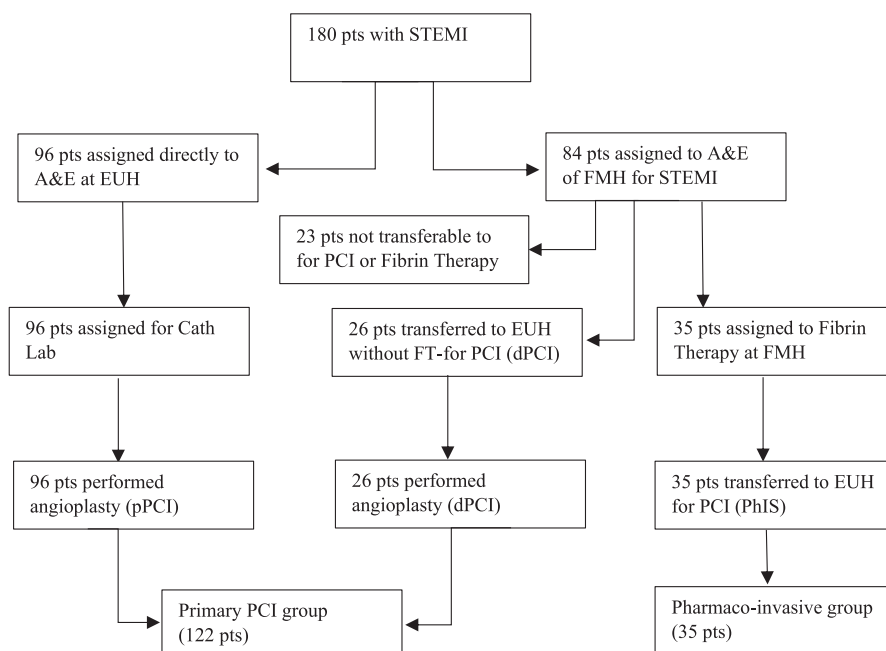 180 pts with STEMI
96 pts assigned directly to
A&E at EUH
84 pts assigned to A&E
of FMH for STEMI
23 pts not transferable to
for PCI or Fibrin Therapy
96 pts assigned for Cath
Lab
26 pts transferred to EUH
without FT-for PCI (dPCI)
35 pts assigned to Fibrin
Therapy at FMH
96 pts performed
angioplasty (pPCI)
26 pts performed
angioplasty (dPCI)
35 pts transferred to EUH
for PCI (PhIS)
Primary PCI group
(122 pts)
Pharmaco-invasive group
(35 pts)